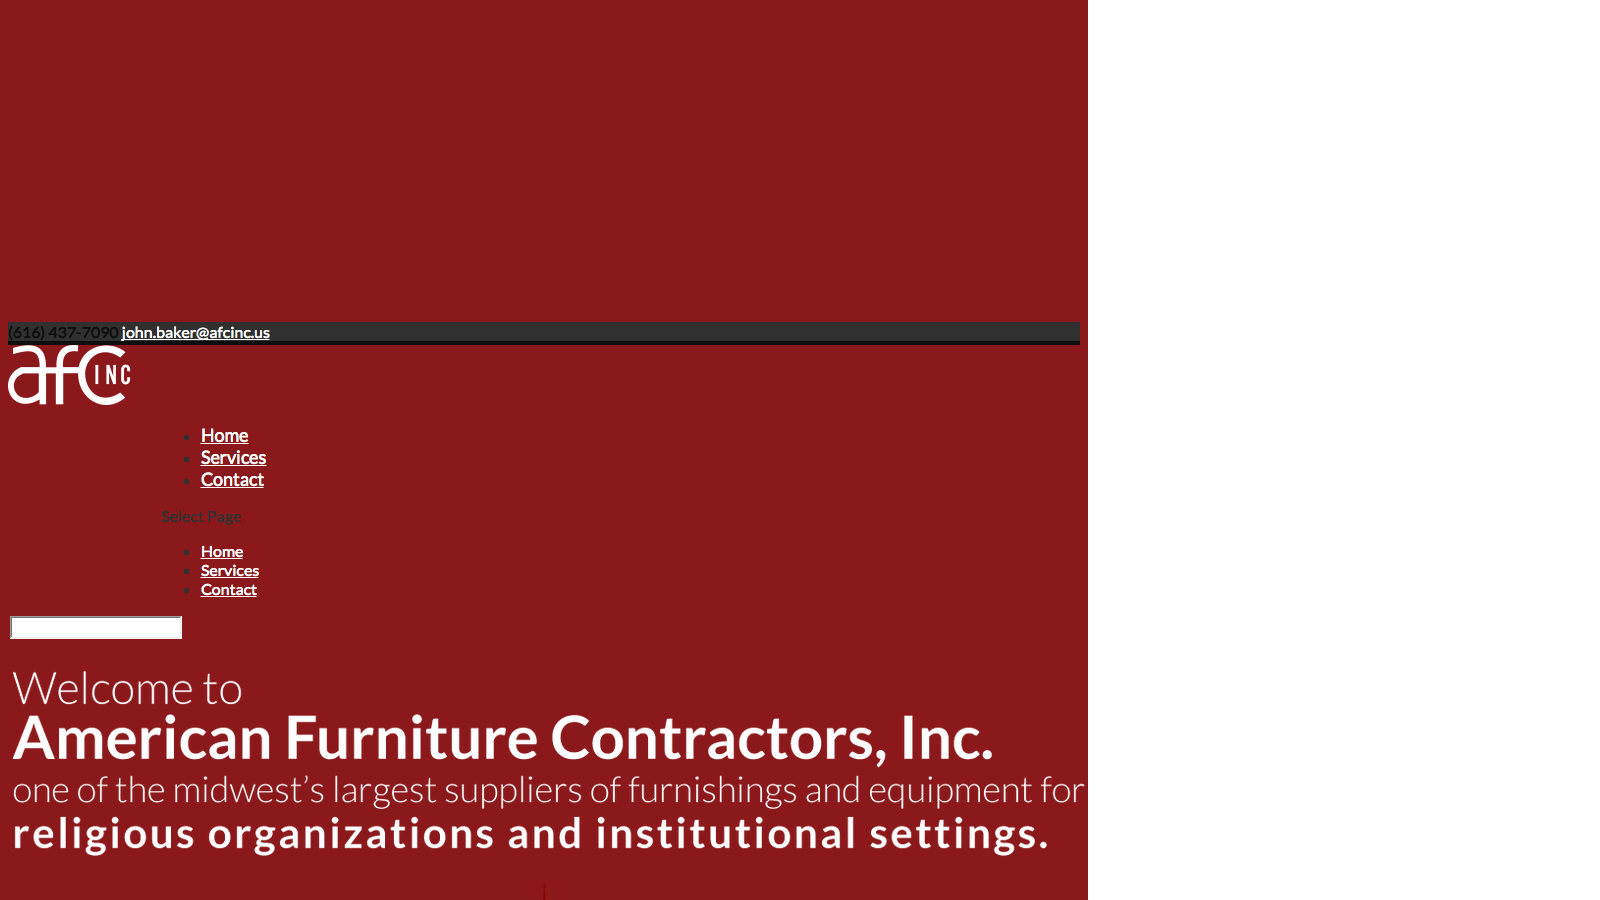 (616) 437-7090 john.baker@afcinc.us
afc INC
Home
Services
Contact
Select Page
Home
Services
Contact
Welcome to
American Furniture Contractors, Inc.
one of the midwest’s largest suppliers of furnishings and equipment for
religious organizations and institutional settings.